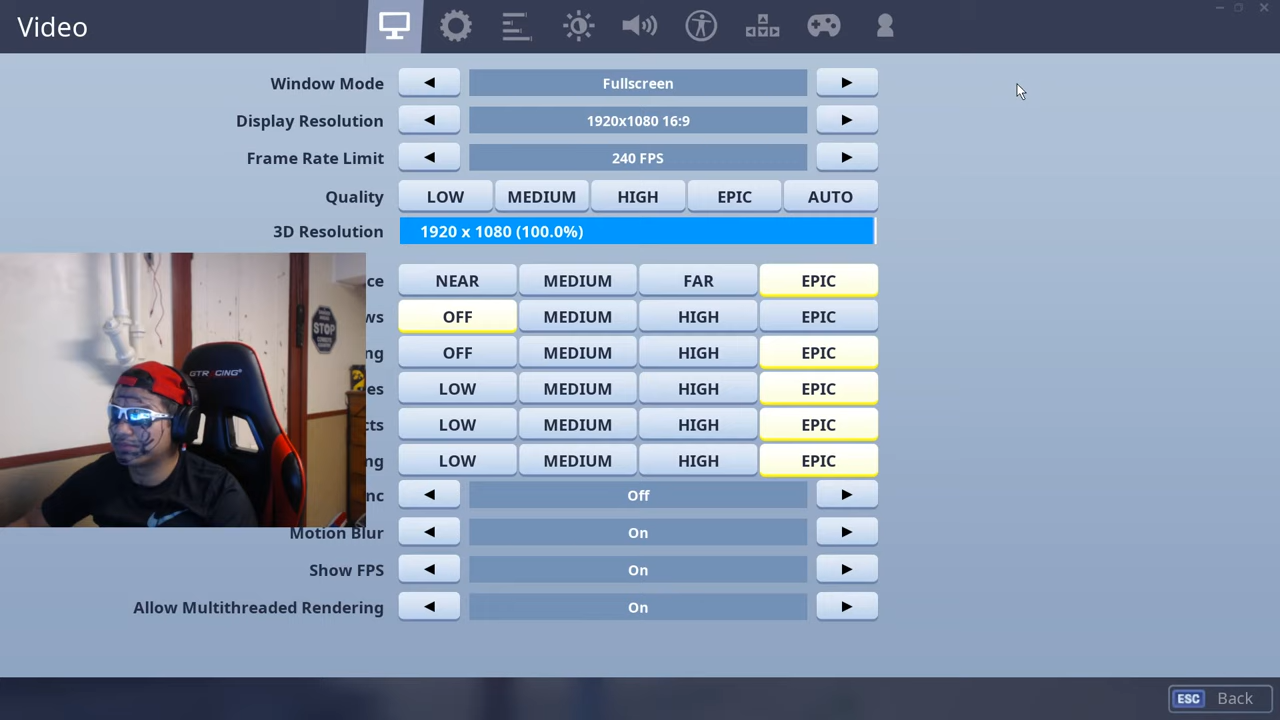 Video
Window Mode ◄ Fullscreen ►
Display Resolution ◄ 1920x1080 16:9 ►
Frame Rate Limit ◄ 240 FPS ►
Quality LOW MEDIUM HIGH EPIC AUTO
3D Resolution 1920 x 1080 (100.0%)
ce NEAR MEDIUM FAR EPIC
ws OFF MEDIUM HIGH EPIC
ng OFF MEDIUM HIGH EPIC
es LOW MEDIUM HIGH EPIC
cts LOW MEDIUM HIGH EPIC
ng LOW MEDIUM HIGH EPIC
nc ◄ Off ►
Motion Blur ◄ On ►
Show FPS ◄ On ►
Allow Multithreaded Rendering ◄ On ►
STOP
GTRACING
ESC Back